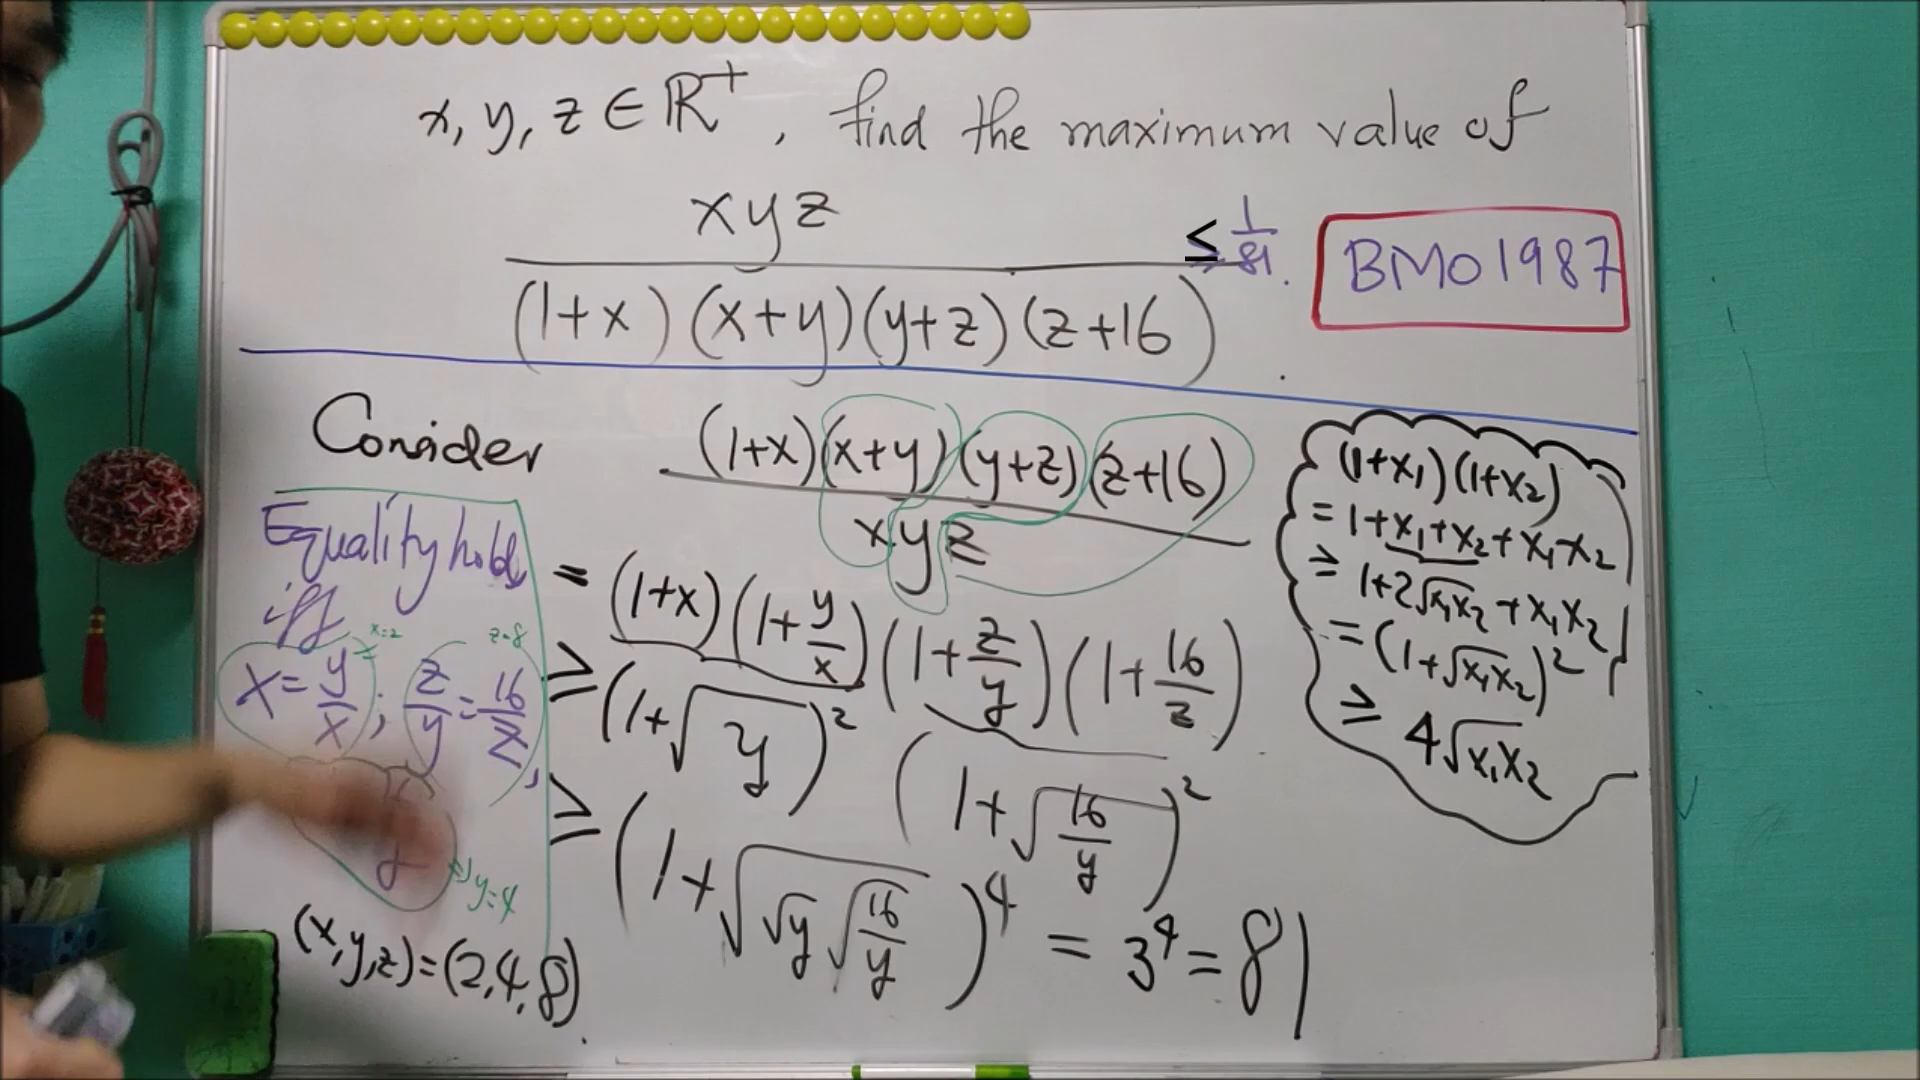 x, y, z ∈ ℝ⁺, find the maximum value of
xyz
(1+x)(x+y)(y+z)(z+16)
≤ 1/81.
BMO1987
Consider
(1+x)(x+y)(y+z)(z+16)
xyz
= (1+x)(1+y/x)(1+z/y)(1+16/z)
≥ (1+√y)² (1+√(16/y))²
≥ (1+√(√y√(16/y)))⁴ = 3⁴ = 81
Equality holds
iff
x=2
z=8
x = y/x ; z/y = 16/z,
⇒ y=4
(x,y,z)=(2,4,8).
(1+x₁)(1+x₂)
= 1+x₁+x₂+x₁x₂
≥ 1+2√x₁x₂+x₁x₂
= (1+√x₁x₂)²
≥ 4√x₁x₂